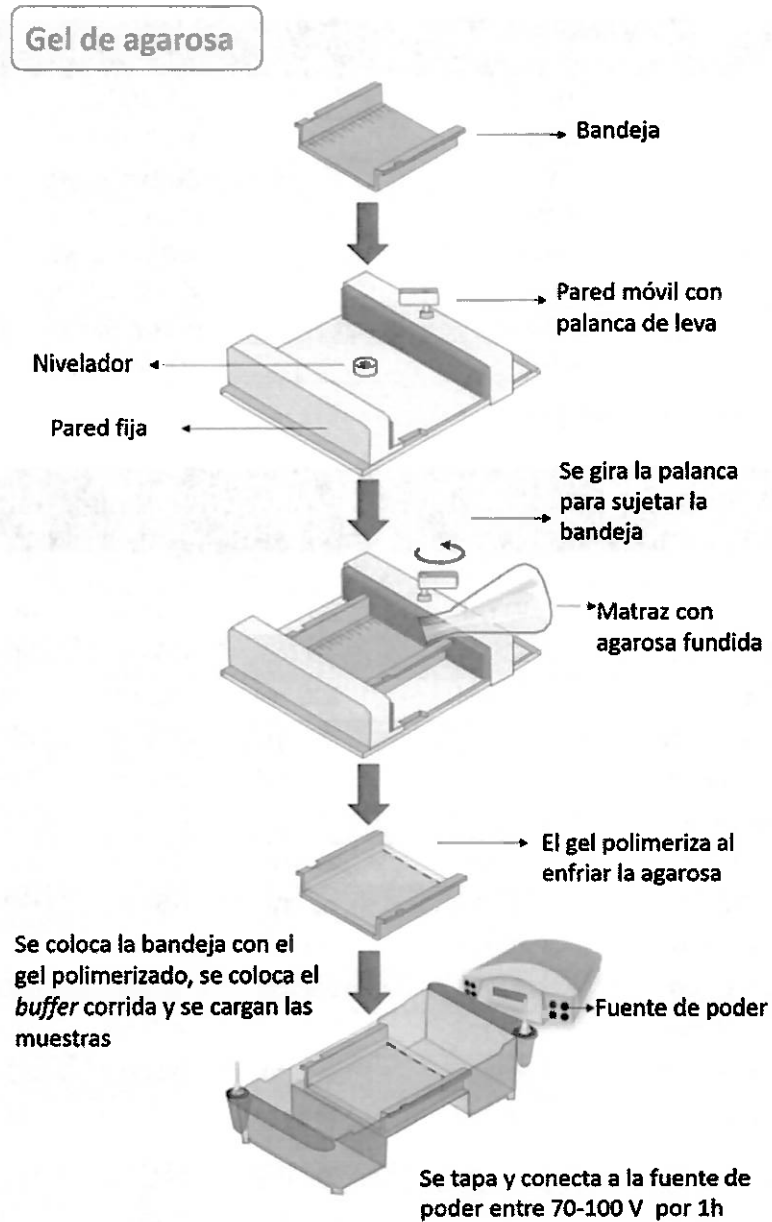 Gel de agarosa
Bandeja
Pared móvil con
palanca de leva
Nivelador
Pared fija
Se gira la palanca
para sujetar la
bandeja
Matraz con
agarosa fundida
El gel polimeriza al
enfriar la agarosa
Se coloca la bandeja con el
gel polimerizado, se coloca el
buffer corrida y se cargan las
muestras
Fuente de poder
Se tapa y conecta a la fuente de
poder entre 70-100 V por 1h